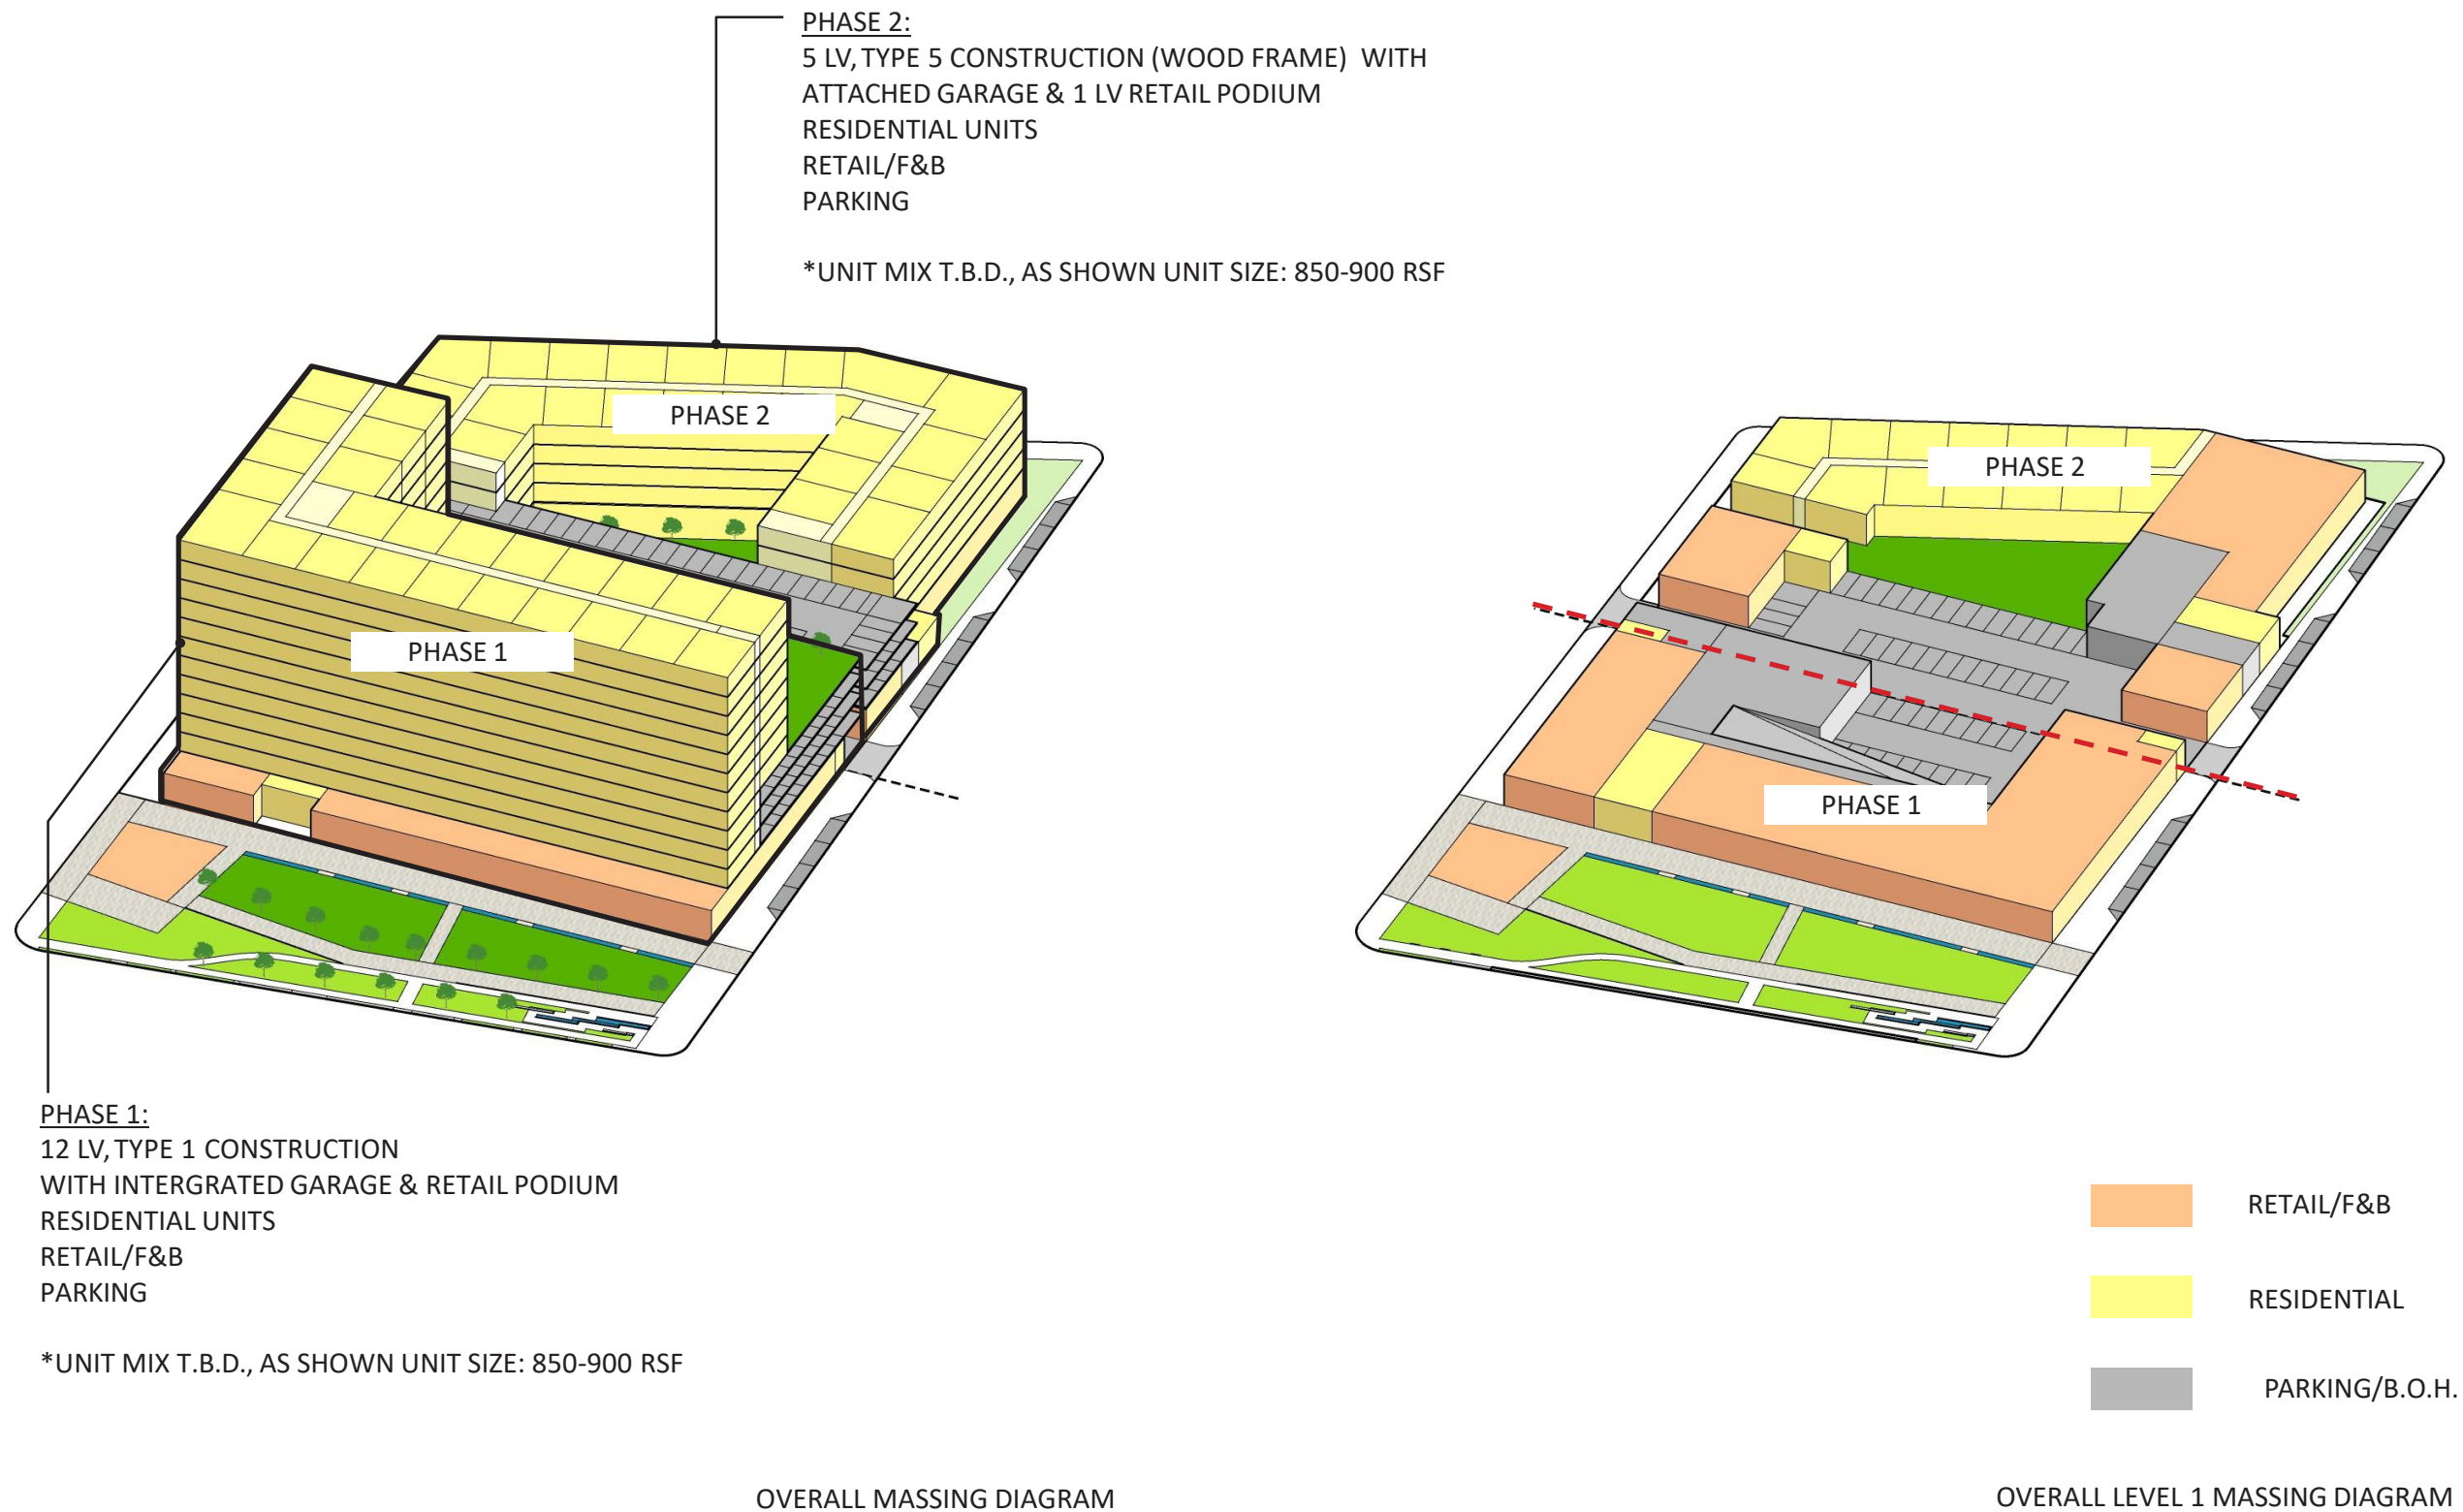 PHASE 2:
5 LV, TYPE 5 CONSTRUCTION (WOOD FRAME) WITH
ATTACHED GARAGE & 1 LV RETAIL PODIUM
RESIDENTIAL UNITS
RETAIL/F&B
PARKING
*UNIT MIX T.B.D., AS SHOWN UNIT SIZE: 850-900 RSF
PHASE 2
PHASE 1
PHASE 2
PHASE 1
PHASE 1:
12 LV, TYPE 1 CONSTRUCTION
WITH INTERGRATED GARAGE & RETAIL PODIUM
RESIDENTIAL UNITS
RETAIL/F&B
PARKING
*UNIT MIX T.B.D., AS SHOWN UNIT SIZE: 850-900 RSF
RETAIL/F&B
RESIDENTIAL
PARKING/B.O.H.
OVERALL MASSING DIAGRAM
OVERALL LEVEL 1 MASSING DIAGRAM